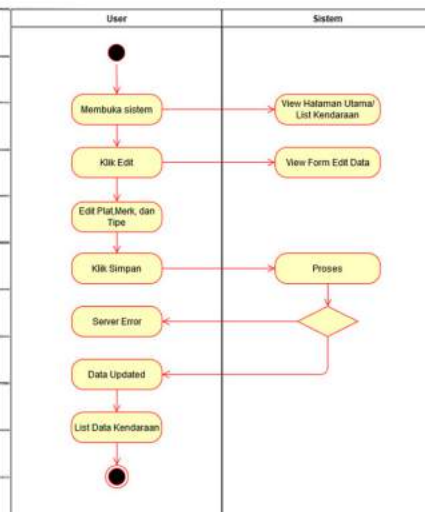 User
Sistem
Membuka sistem
View Halaman Utama/
List Kendaraan
Klik Edit
View Form Edit Data
Edit Plat,Merk, dan
Tipe
Klik Simpan
Proses
Server Error
Data Updated
List Data Kendaraan